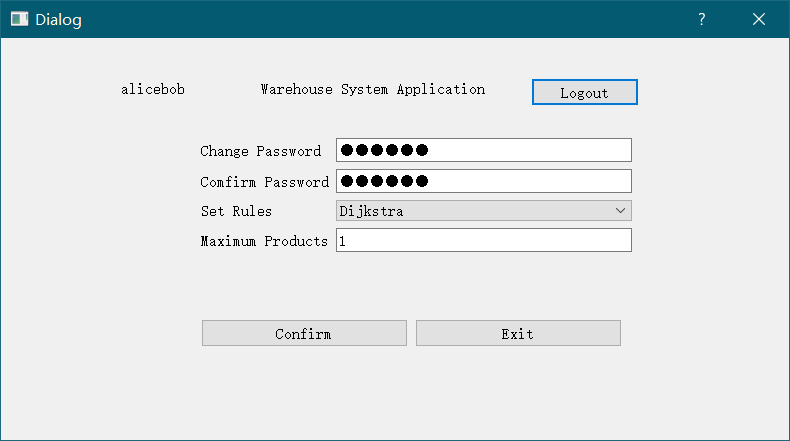 Dialog
alicebob Warehouse System Application Logout
Change Password ●●●●●●
Comfirm Password ●●●●●●
Set Rules Dijkstra
Maximum Products 1
Confirm Exit